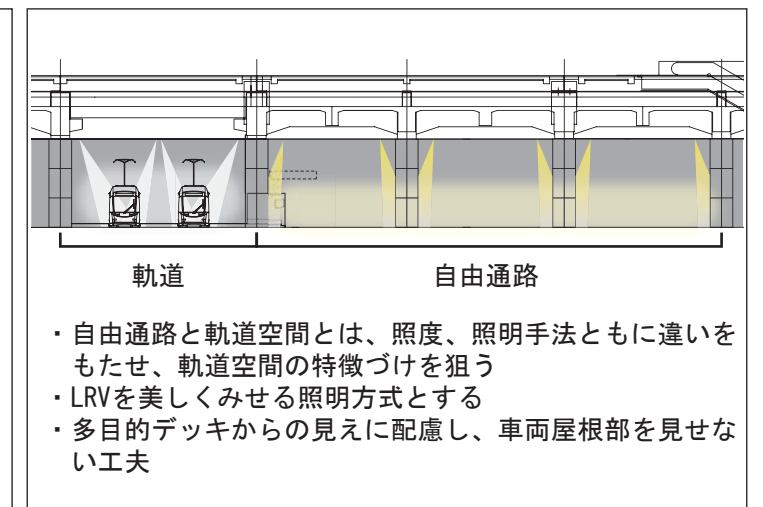 軌道　自由通路
・自由通路と軌道空間とは、照度、照明手法ともに違いを
もたせ、軌道空間の特徴づけを狙う
・LRVを美しくみせる照明方式とする
・多目的デッキからの見えに配慮し、車両屋根部を見せな
い工夫